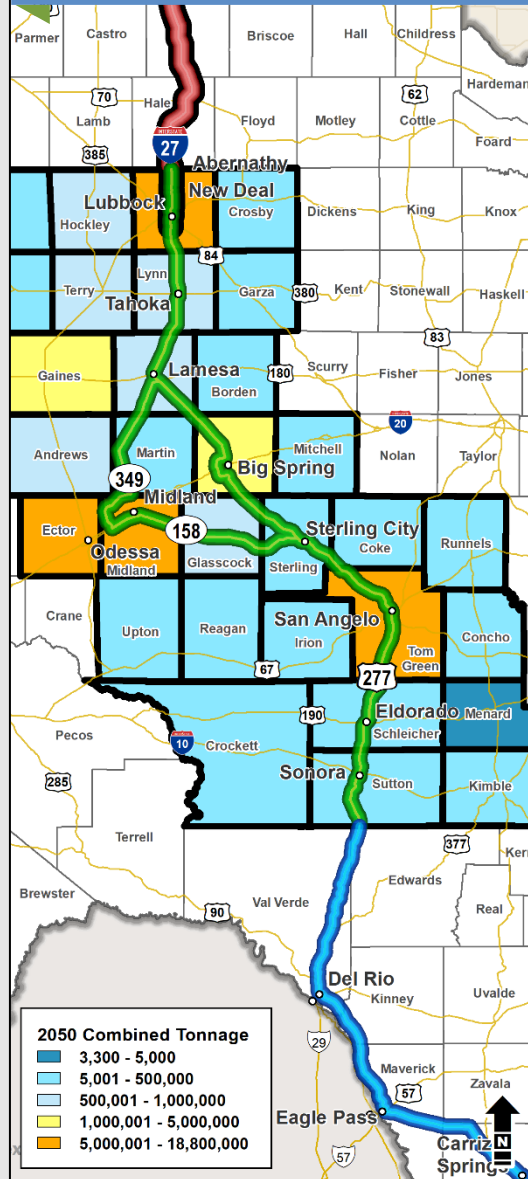 Parmer
Castro
Briscoe
Hall
Childress
Hardeman
70
Hale
62
Lamb
Floyd
Motley
Cottle
Foard
385
INTERSTATE
27
Abernathy
New Deal
Lubbock
Hockley
Crosby
Dickens
King
Knox
84
Lynn
Terry
Garza
380
Kent
Stonewall
Haskell
Tahoka
83
Lamesa
Gaines
180
Scurry
Fisher
Jones
Borden
20
Andrews
Martin
Mitchell
Nolan
Taylor
Big Spring
349
Midland
158
Sterling City
Ector
Odessa
Midland
Glasscock
Sterling
Coke
Runnels
Crane
San Angelo
Upton
Reagan
Irion
Tom
Green
Concho
67
277
190
Eldorado
Menard
Schleicher
Pecos
10
Crockett
Sonora
Sutton
Kimble
285
Terrell
377
Kerr
Edwards
Brewster
Val Verde
90
Real
Del Rio
Kinney
Uvalde
29
2050 Combined Tonnage
3,300 - 5,000
5,001 - 500,000
500,001 - 1,000,000
1,000,001 - 5,000,000
5,000,001 - 18,800,000
Maverick
57
Zavala
Eagle Pass
N
Carriz
Springs
57